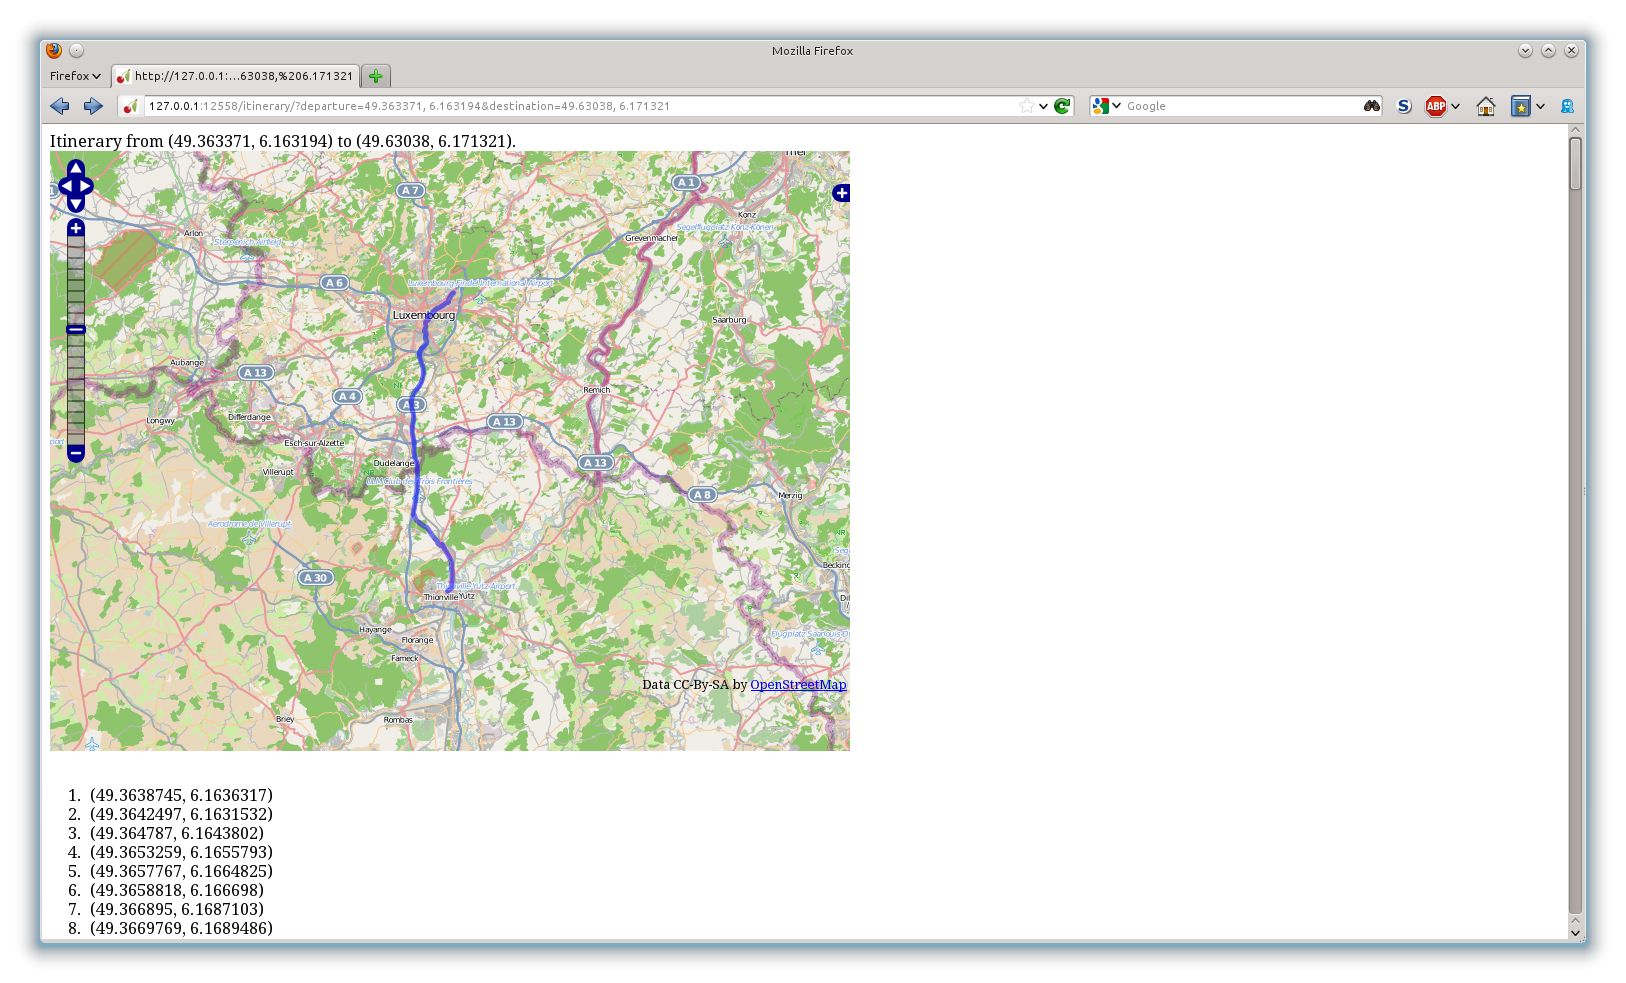 Mozilla Firefox
Firefox
http://127.0.0.1:...63038,%206.171321
127.0.0.1:12558/itinerary/?departure=49.363371, 6.163194&destination=49.63038, 6.171321
Google
S
ABP
Itinerary from (49.363371, 6.163194) to (49.63038, 6.171321).
A 7
A 1
Konz
Segelflugplatz Konz-Könen
Arlon
Sterpenich Airfield
Grevenmacher
A 6
Luxembourg-Findel International Airport
Luxembourg
Saarburg
Aubange
A 13
Remich
A 4
A 3
Longwy
Differdange
A 13
Esch-sur-Alzette
Dudelange
A 13
Villerupt
ULM Club des Trois Frontières
A 8
Merzig
Aerodrome de Villerupt
A 30
Thionville-Yutz-Airport
Thionville
Yutz
Hayange
Florange
Flugplatz Saarlouis-D
Fameck
Data CC-By-SA by OpenStreetMap
Briey
Rombas
1. (49.3638745, 6.1636317)
2. (49.3642497, 6.1631532)
3. (49.364787, 6.1643802)
4. (49.3653259, 6.1655793)
5. (49.3657767, 6.1664825)
6. (49.3658818, 6.166698)
7. (49.366895, 6.1687103)
8. (49.3669769, 6.1689486)